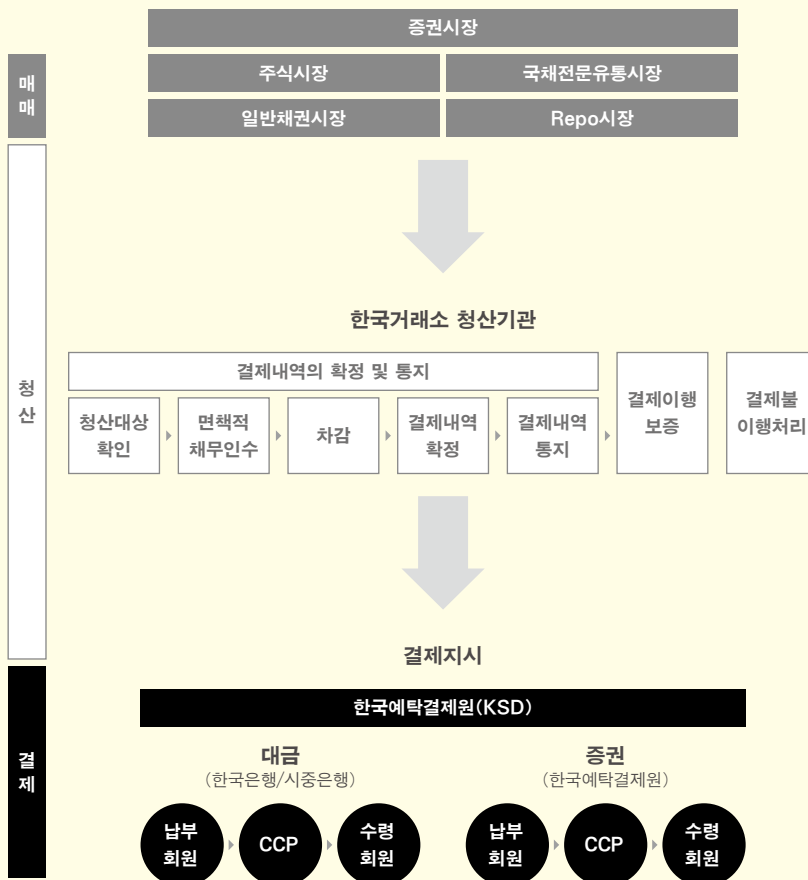 증권시장
매
매
주식시장
국채전문유통시장
일반채권시장
Repo시장
청
산
한국거래소 청산기관
결제내역의 확정 및 통지
청산대상
확인
면책적
채무인수
차감
결제내역
확정
결제내역
통지
결제이행
보증
결제불
이행처리
결제지시
결
제
한국예탁결제원(KSD)
대금
(한국은행/시중은행)
납부
회원
CCP
수령
회원
증권
(한국예탁결제원)
납부
회원
CCP
수령
회원